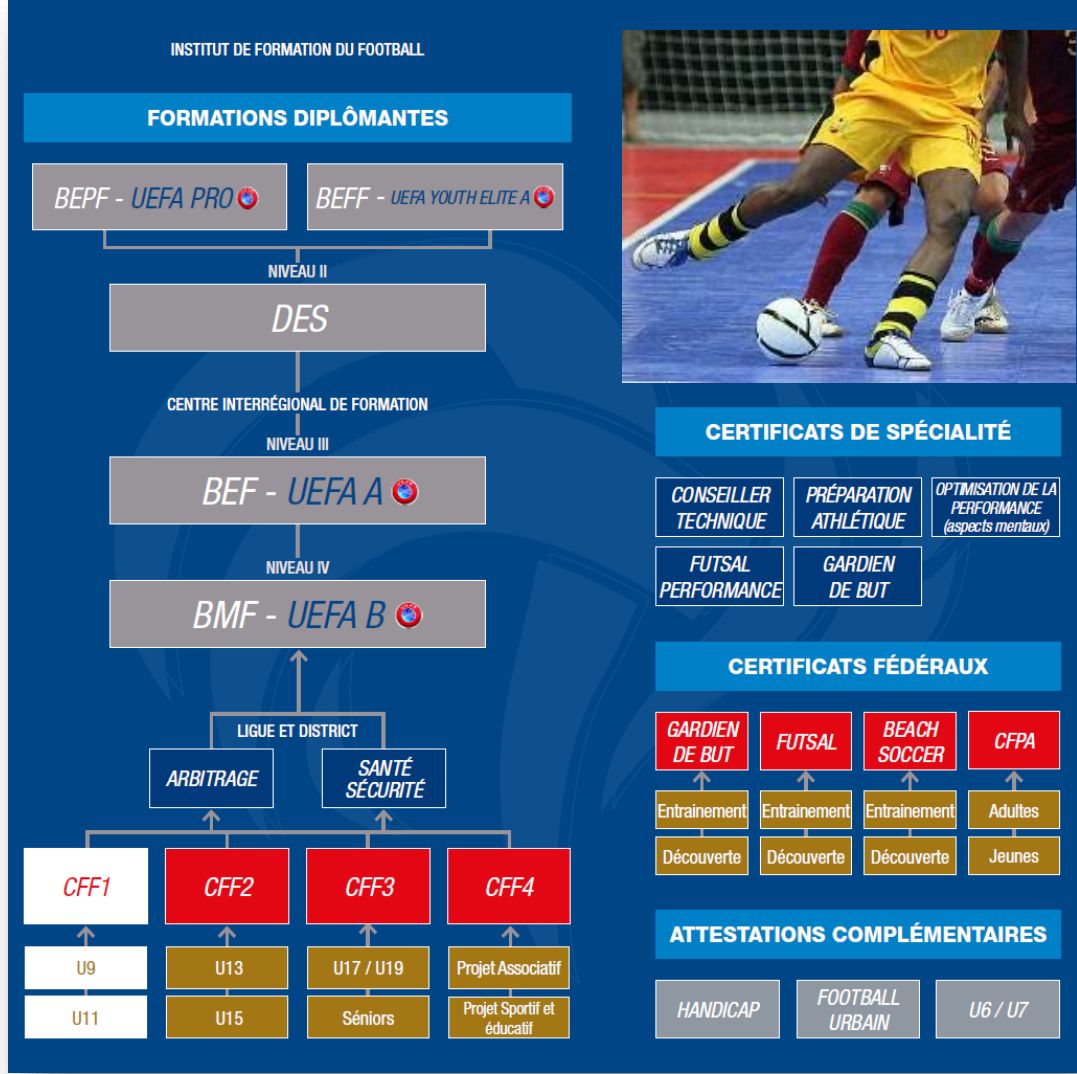 INSTITUT DE FORMATION DU FOOTBALL
FORMATIONS DIPLÔMANTES
BEPF - UEFA PRO
BEFF - UEFA YOUTH ELITE A
NIVEAU II
DES
CENTRE INTERRÉGIONAL DE FORMATION
NIVEAU III
BEF - UEFA A
NIVEAU IV
BMF - UEFA B
LIGUE ET DISTRICT
ARBITRAGE
SANTÉ
SÉCURITÉ
CFF1
CFF2
CFF3
CFF4
U9
U13
U17 / U19
Projet Associatif
U11
U15
Séniors
Projet Sportif et
éducatif
10
CERTIFICATS DE SPÉCIALITÉ
CONSEILLER
TECHNIQUE
PRÉPARATION
ATHLÉTIQUE
OPTIMISATION DE LA
PERFORMANCE
(aspects mentaux)
FUTSAL
PERFORMANCE
GARDIEN
DE BUT
CERTIFICATS FÉDÉRAUX
GARDIEN
DE BUT
FUTSAL
BEACH
SOCCER
CFPA
Entrainement
Entrainement
Entrainement
Adultes
Découverte
Découverte
Découverte
Jeunes
ATTESTATIONS COMPLÉMENTAIRES
HANDICAP
FOOTBALL
URBAIN
U6 / U7